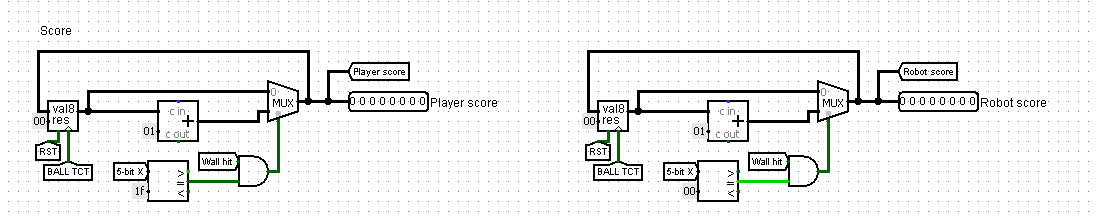 Score
Player score
Robot score
val8
res
c in
+
c out
0
MUX
0 0 0 0 0 0 0 0
Player score
val8
res
c in
+
c out
0
MUX
0 0 0 0 0 0 0 0
Robot score
00
01
00
01
RST
BALL TCT
5-bit X
1f
>
=
<
Wall hit
RST
BALL TCT
5-bit X
00
>
=
<
Wall hit